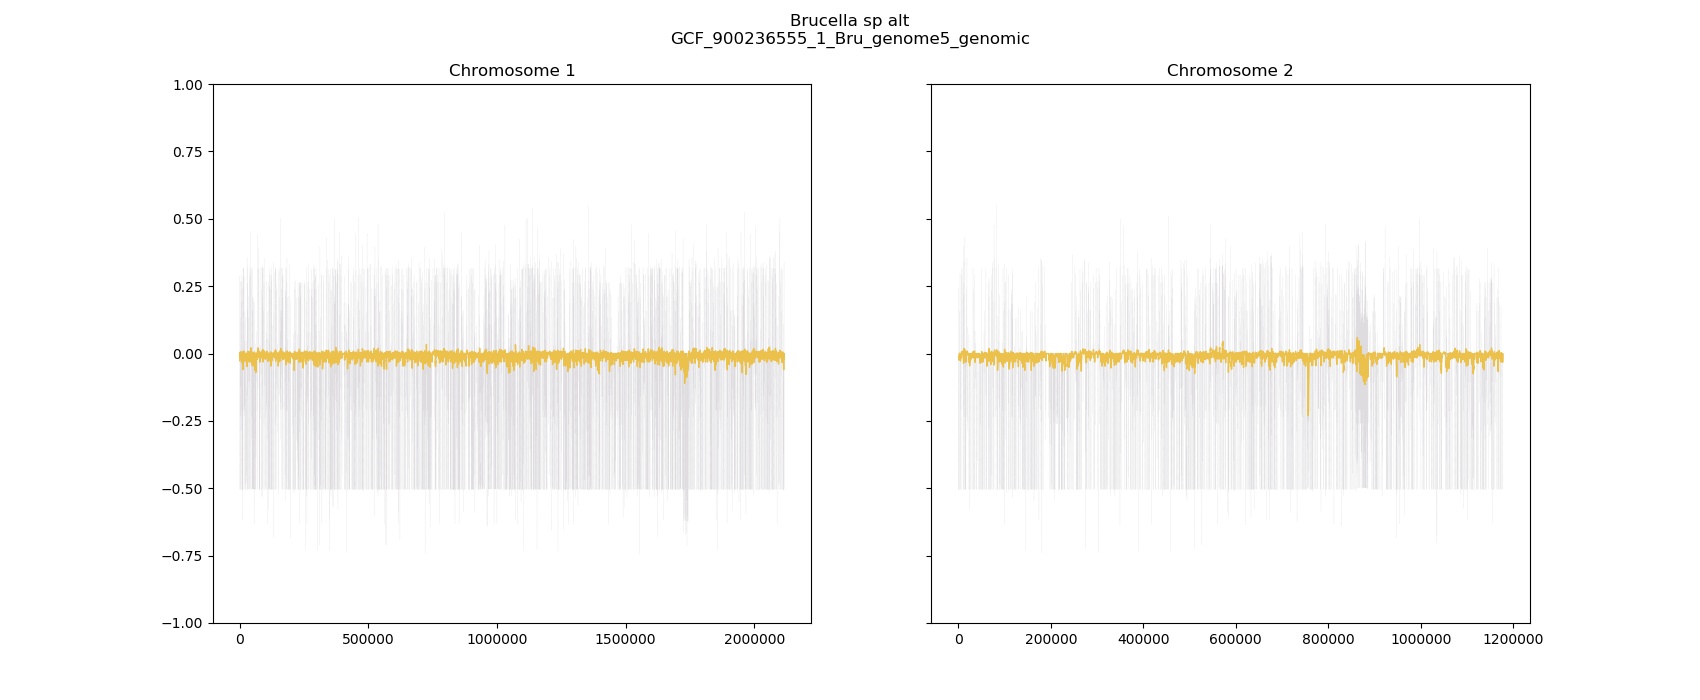 Brucella sp alt
GCF_900236555_1_Bru_genome5_genomic
Chromosome 1
Chromosome 2
1.00
0.75
0.50
0.25
0.00
−0.25
−0.50
−0.75
−1.00
0 500000 1000000 1500000 2000000
0 200000 400000 600000 800000 1000000 1200000